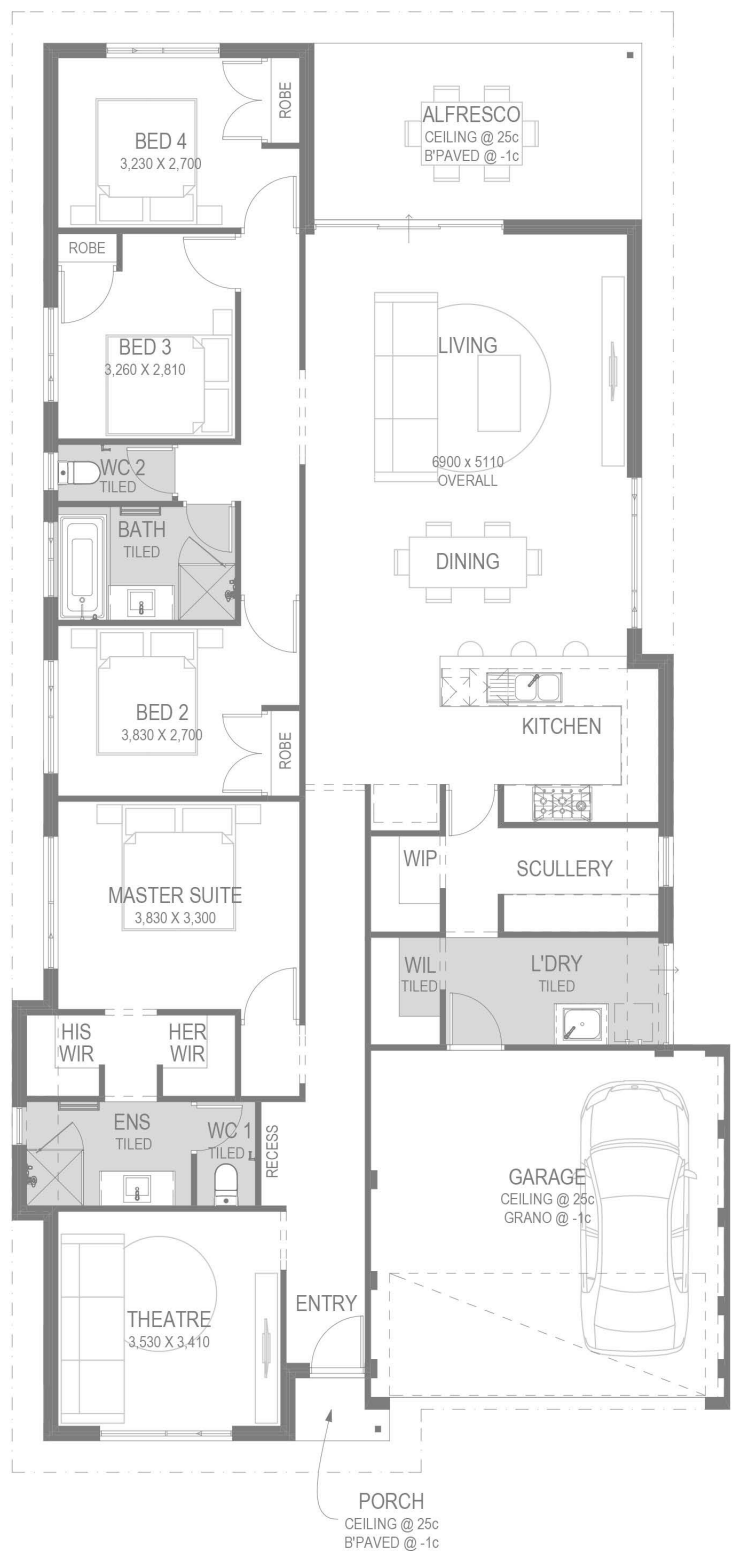 ROBE
ALFRESCO
CEILING @ 25c
B'PAVED @ -1c
BED 4
3,230 X 2,700
ROBE
BED 3
3,260 X 2,810
LIVING
6900 x 5110
OVERALL
WC 2
TILED
BATH
TILED
DINING
BED 2
3,830 X 2,700
ROBE
KITCHEN
WIP
SCULLERY
MASTER SUITE
3,830 X 3,300
WIL
TILED
L'DRY
TILED
HIS
WIR
HER
WIR
ENS
TILED
WC 1
TILED
RECESS
GARAGE
CEILING @ 25c
GRANO @ -1c
ENTRY
THEATRE
3,530 X 3,410
PORCH
CEILING @ 25c
B'PAVED @ -1c